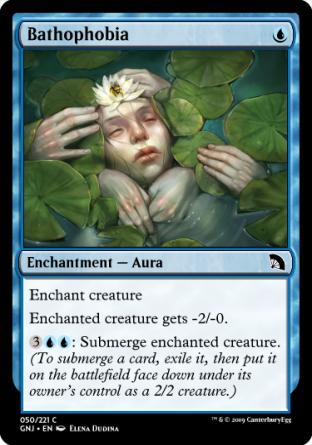 Bathophobia
Enchantment — Aura
Enchant creature
Enchanted creature gets -2/-0.
3: Submerge enchanted creature.
(To submerge a card, exile it, then put it
on the battlefield face down under its
owner's control as a 2/2 creature.)
050/221 C
GNJ • EN Elena Dudina
™ & © 2019 CanterburyEgg